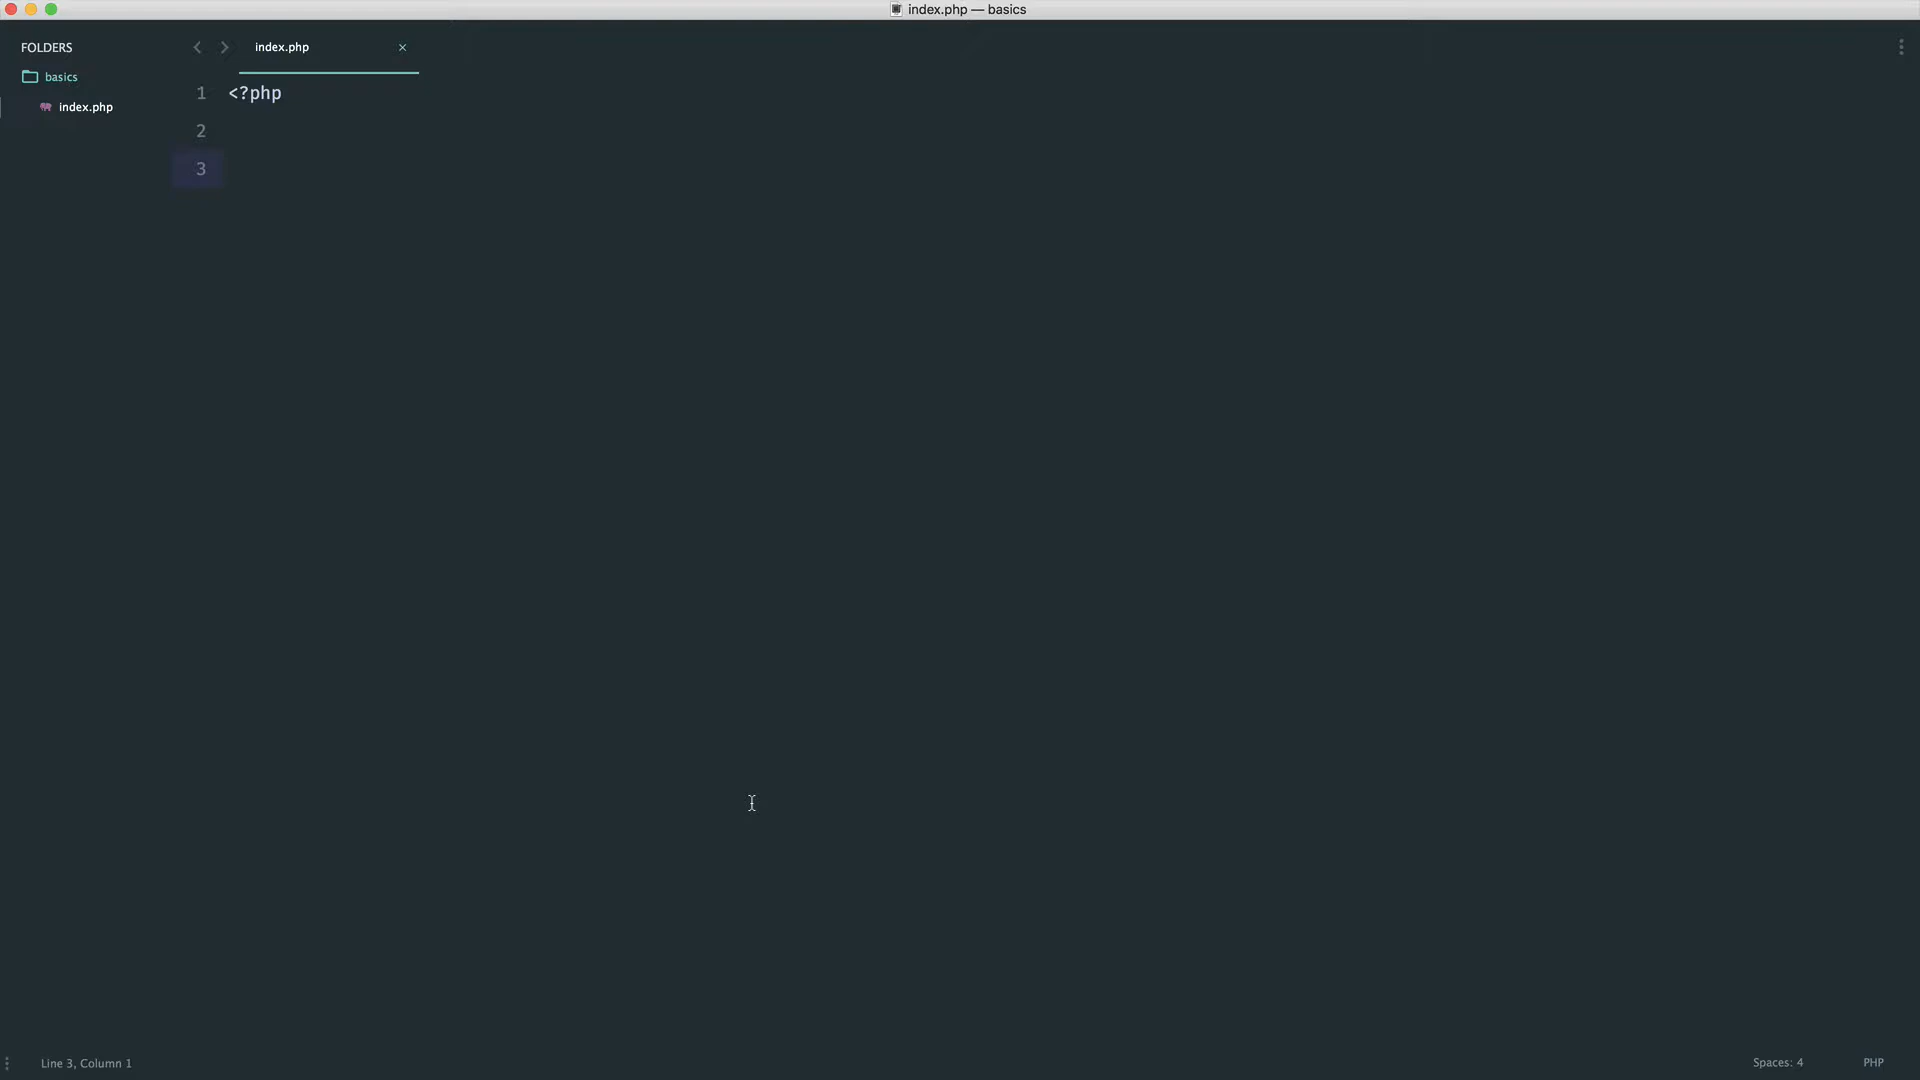 index.php — basics
FOLDERS
basics
index.php
index.php ×
1 <?php
2
3
Line 3, Column 1
Spaces: 4
PHP